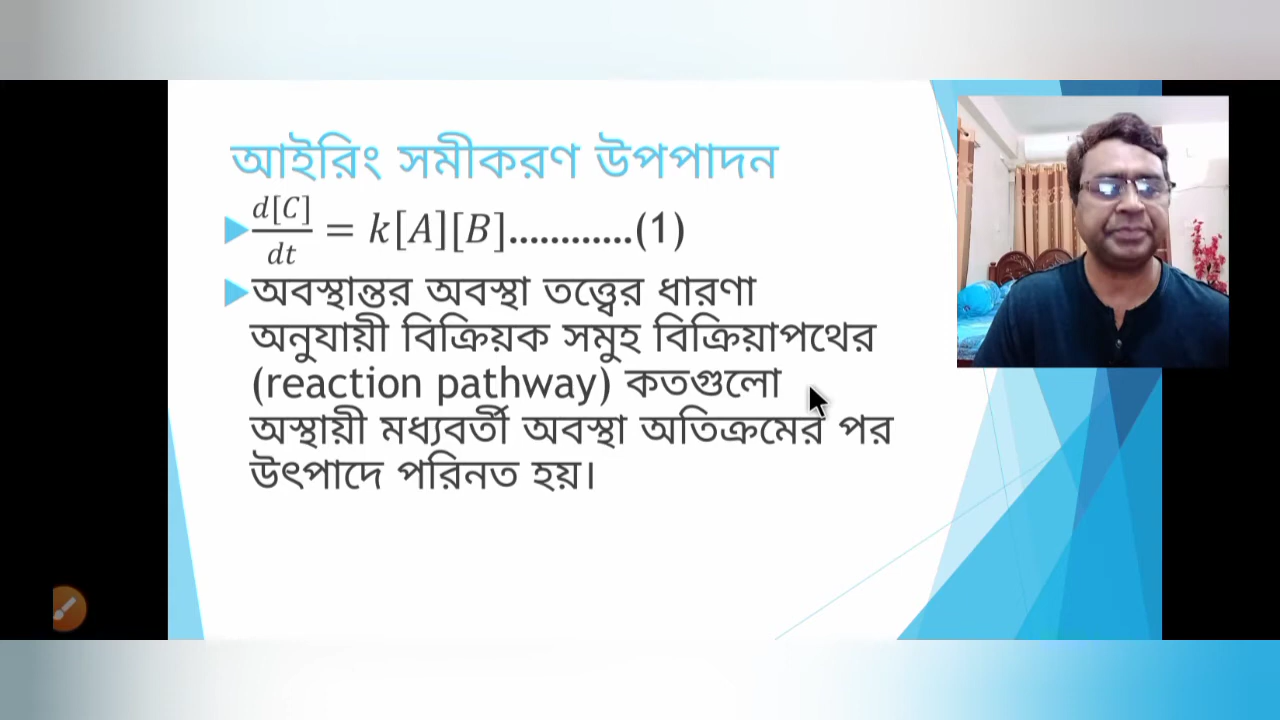 আইরিং সমীকরণ উপপাদন
d[C]/dt = k[A][B]............(1)
অবস্থান্তর অবস্থা তত্ত্বের ধারণা
অনুযায়ী বিক্রিয়ক সমুহ বিক্রিয়াপথের
(reaction pathway) কতগুলো
অস্থায়ী মধ্যবর্তী অবস্থা অতিক্রমের পর
উৎপাদে পরিনত হয়।